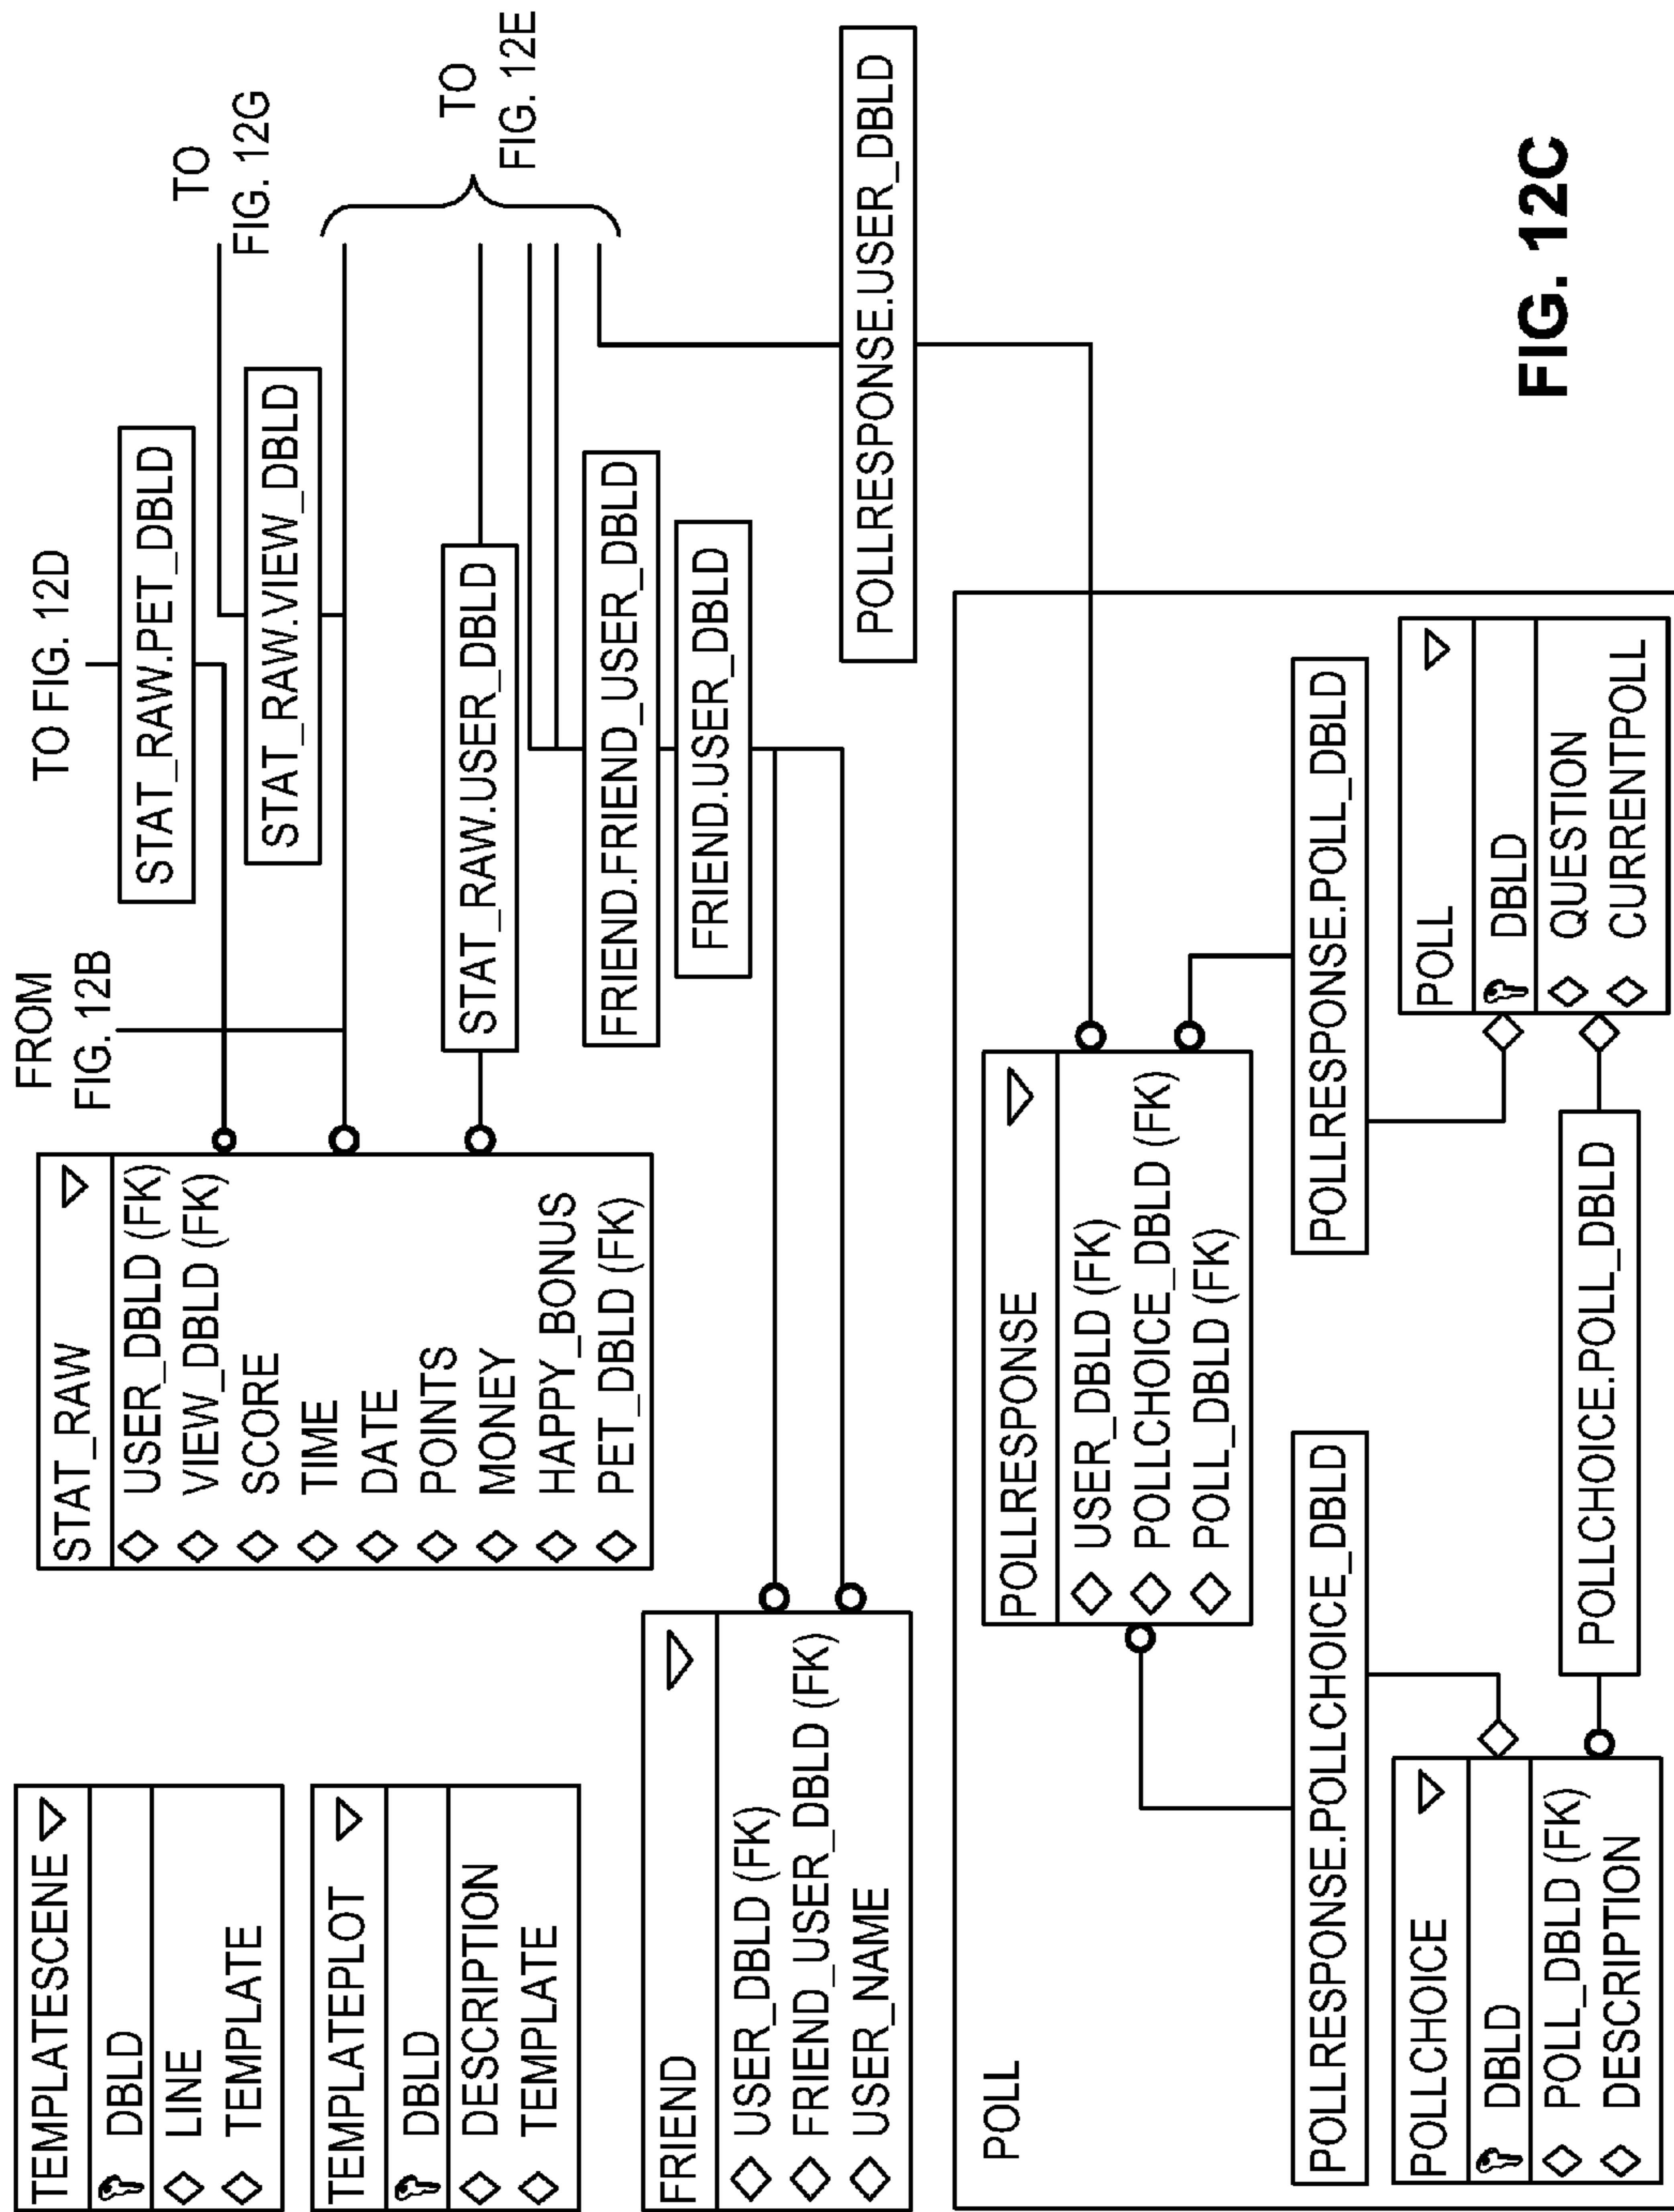 TEMPLATESCENE
DBLD
LINE
TEMPLATE
TEMPLATEPLOT
DBLD
DESCRIPTION
TEMPLATE
STAT_RAW
USER_DBLD (FK)
VIEW_DBLD (FK)
SCORE
TIME
DATE
POINTS
MONEY
HAPPY_BONUS
PET_DBLD (FK)
FROM
FIG. 12B
TO FIG. 12D
STAT_RAW.PET_DBLD
TO
FIG. 12G
STAT_RAW.VIEW_DBLD
STAT_RAW.USER_DBLD
TO
FIG. 12E
FRIEND.FRIEND_USER_DBLD
FRIEND.USER_DBLD
FRIEND
USER_DBLD (FK)
FRIEND_USER_DBLD (FK)
USER_NAME
POLLRESPONSE.USER_DBLD
POLL
POLLRESPONSE
USER_DBLD (FK)
POLLCHOICE_DBLD (FK)
POLL_DBLD (FK)
POLLRESPONSE.POLLCHOICE_DBLD
POLLRESPONSE.POLL_DBLD
POLLCHOICE
DBLD
POLL_DBLD (FK)
DESCRIPTION
POLLCHOICE.POLL_DBLD
POLL
DBLD
QUESTION
CURRENTPOLL
FIG. 12C